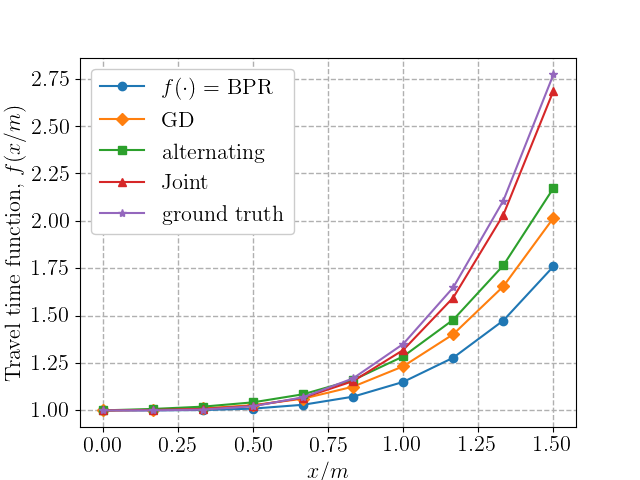 f(·) = BPR
GD
alternating
Joint
ground truth
Travel time function, f(x/m)
2.75
2.50
2.25
2.00
1.75
1.50
1.25
1.00
0.00 0.25 0.50 0.75 1.00 1.25 1.50
x/m